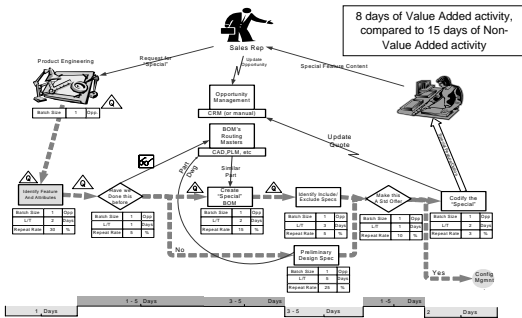 8 days of Value Added activity,
compared to 15 days of Non-
Value Added activity
Sales Rep
Product Engineering
Request for
"Special"
Update
Opportunity
Special Feature Content
Opportunity
Management
CRM (or manual)
Batch Size 1 Opp.
Q
BOM's
Routing
Masters
CAD,PLM, etc
Update
Quote
Part
Dwg
Similar
Part
Q
Q
Q
Q
Identify Feature
And Attributes
Have we
Done this
before
Create
"Special"
BOM
Identify Include/
Exclude Specs
Make this
A Std Offer
Codify the
"Special"
Batch Size 1 Opp
L/T 2 Days
Repeat Rate 30 %
Batch Size 1 Opp
L/T 1 Days
Repeat Rate 5 %
Batch Size 1 Opp
L/T 2 Days
Repeat Rate 15 %
Batch Size 1 Opp
L/T 3 Days
Repeat Rate 5 %
Batch Size 1 Opp
L/T 1 Days
Repeat Rate 10 %
Batch Size 1 Opp
L/T 2 Days
Repeat Rate 3 %
No
Preliminary
Design Spec
Batch Size 1 Opp
L/T 5 Days
Repeat Rate 25 %
Yes
Config
Mgmnt
1 Days
1 - 5 Days
3 - 5 Days
3 - 5 Days
1 -5 Days
2 Days